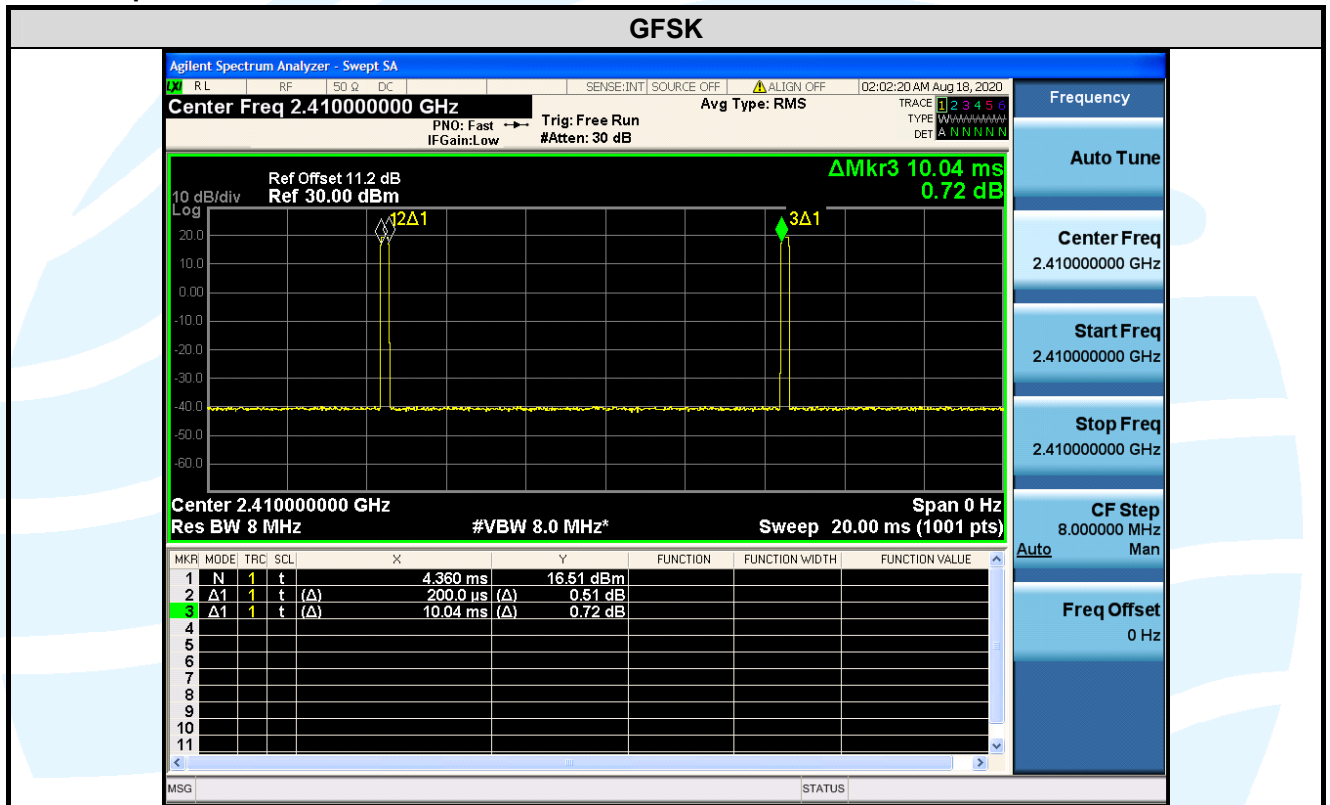 GFSK
Agilent Spectrum Analyzer - Swept SA
LXI RL RF 50 Ω DC SENSE:INT SOURCE OFF ALIGN OFF 02:02:20 AM Aug 18, 2020
Center Freq 2.410000000 GHz Avg Type: RMS TRACE 1 2 3 4 5 6
PNO: Fast Trig: Free Run TYPE WWWWWW
IFGain:Low #Atten: 30 dB DET A N N N N N
Frequency
Ref Offset 11.2 dB ΔMkr3 10.04 ms
10 dB/div Ref 30.00 dBm 0.72 dB
Log
12Δ1 3Δ1
20.0
10.0
0.00
-10.0
-20.0
-30.0
-40.0
-50.0
-60.0
Center 2.410000000 GHz Span 0 Hz
Res BW 8 MHz #VBW 8.0 MHz* Sweep 20.00 ms (1001 pts)
MKR MODE TRC SCL X Y FUNCTION FUNCTION WIDTH FUNCTION VALUE
1 N 1 t 4.360 ms 16.51 dBm
2 Δ1 1 t (Δ) 200.0 µs (Δ) 0.51 dB
3 Δ1 1 t (Δ) 10.04 ms (Δ) 0.72 dB
4
5
6
7
8
9
10
11
MSG STATUS
Auto Tune
Center Freq
2.410000000 GHz
Start Freq
2.410000000 GHz
Stop Freq
2.410000000 GHz
CF Step
8.000000 MHz
Auto Man
Freq Offset
0 Hz